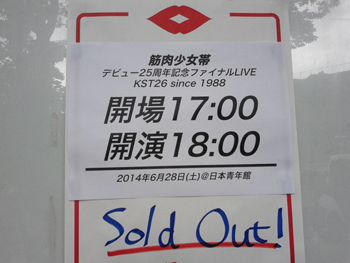 筋肉少女帯
デビュー25周年記念ファイナルLIVE
KST26 since 1988
開場17:00
開演18:00
2014年6月28日(土)@日本青年館
Sold Out!